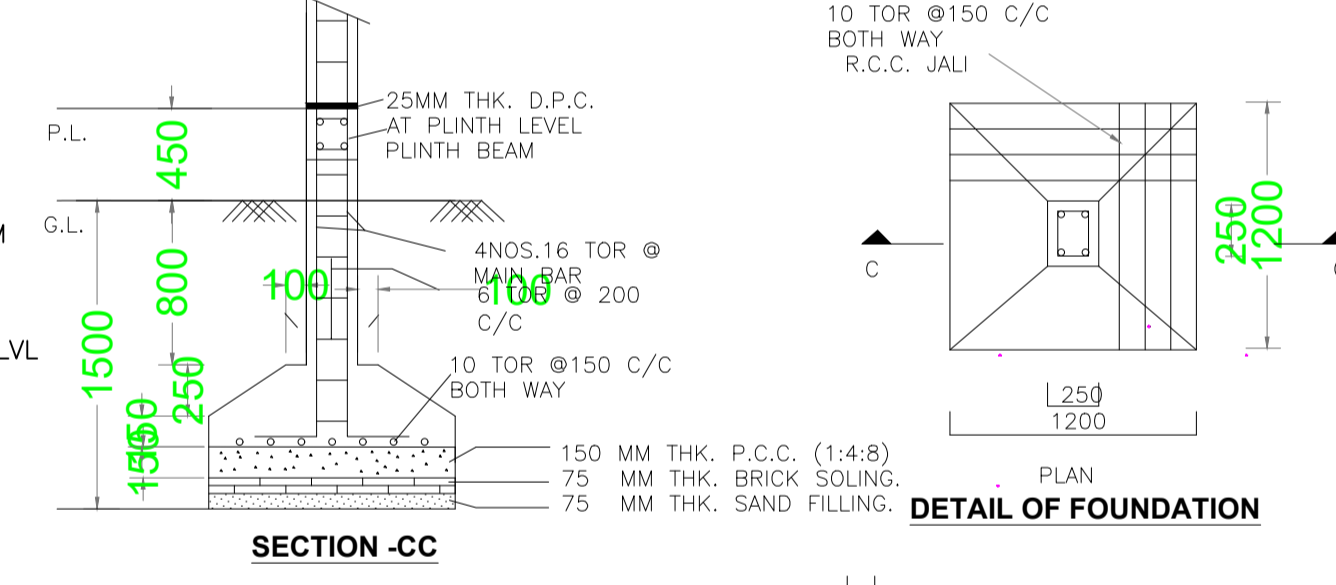 10 TOR @150 C/C
BOTH WAY
R.C.C. JALI
25MM THK. D.P.C.
AT PLINTH LEVEL
PLINTH BEAM
P.L.
450
G.L.
4NOS.16 TOR @
MAIN BAR
6 TOR @ 200
C/C
100
100
800
1500
LVL
250
10 TOR @150 C/C
BOTH WAY
150
150
150 MM THK. P.C.C. (1:4:8)
75 MM THK. BRICK SOLING.
75 MM THK. SAND FILLING.
SECTION -CC
250
1200
C
250
1200
PLAN
DETAIL OF FOUNDATION